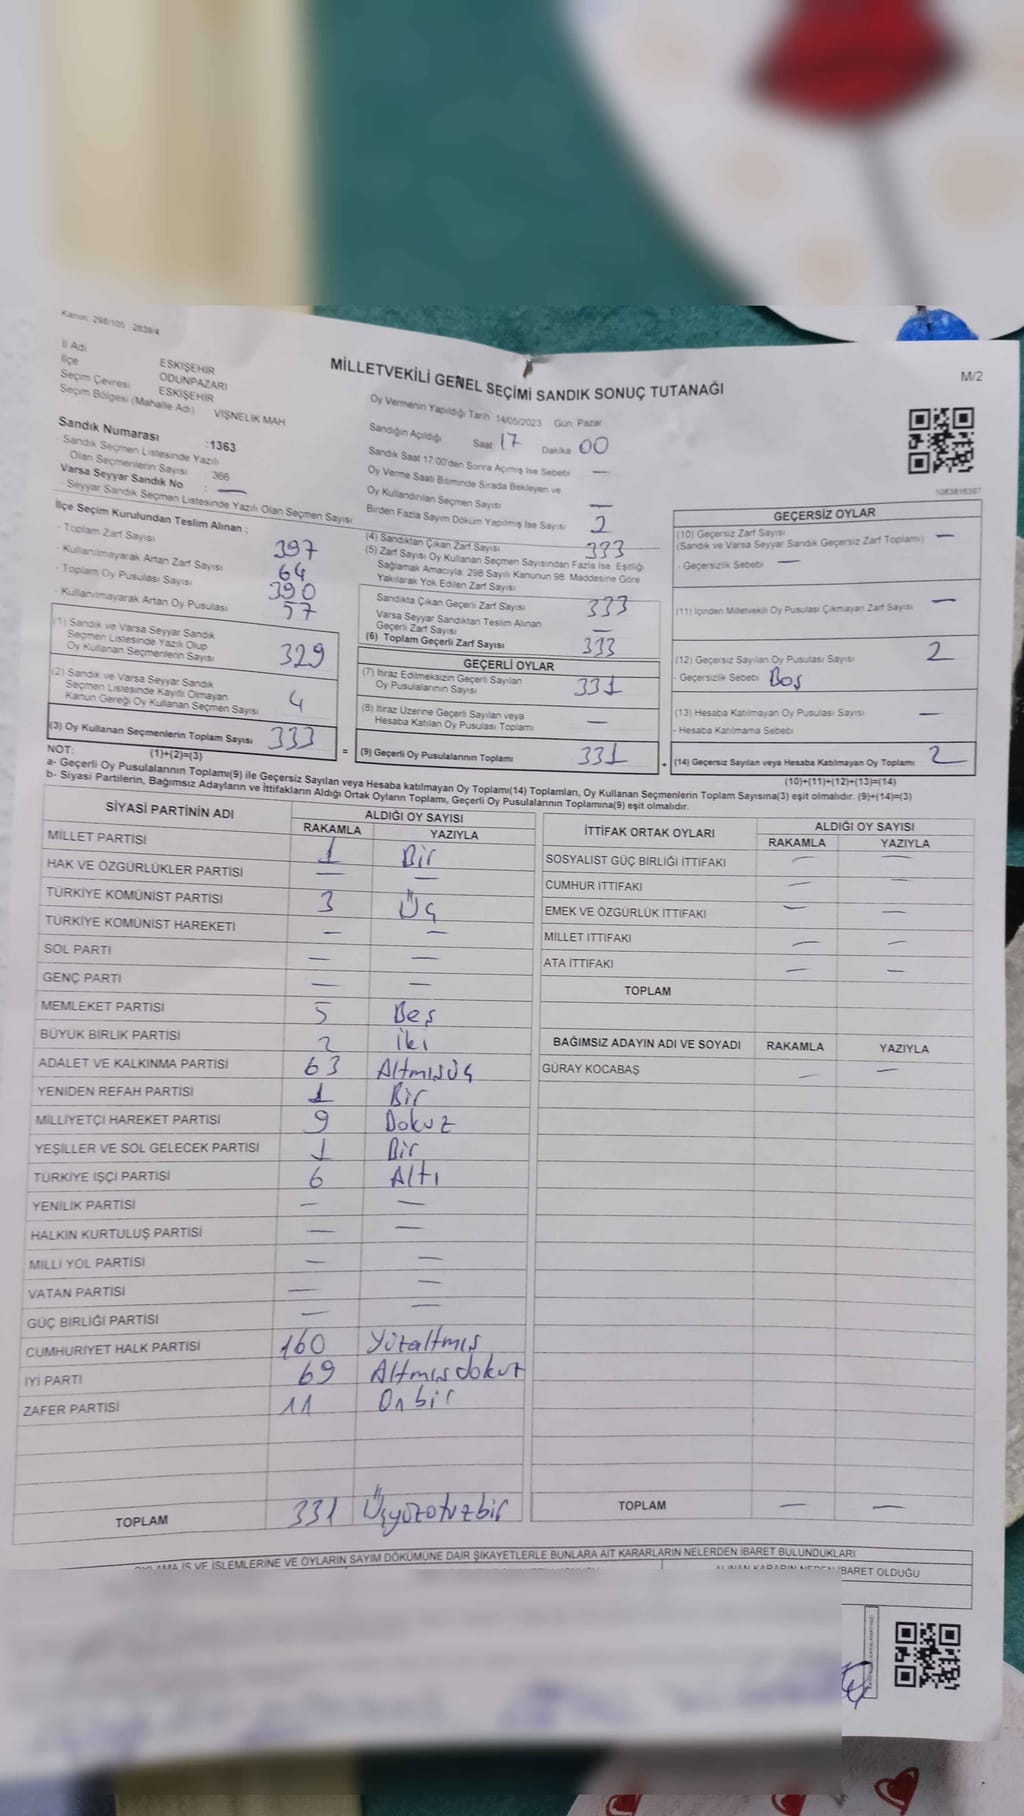 Kanun: 298/105 2839/4
İl Adı ESKİŞEHİR
İlçe ODUNPAZARI
Seçim Çevresi ESKİŞEHİR
Seçim Bölgesi (Mahalle Adı) VİŞNELİK MAH
Sandık Numarası :1363
- Sandık Seçmen Listesinde Yazılı
Olan Seçmenlerin Sayısı 366
Varsa Seyyar Sandık No : —
- Seyyar Sandık Seçmen Listesinde Yazılı Olan Seçmen Sayısı
MİLLETVEKİLİ GENEL SEÇİMİ SANDIK SONUÇ TUTANAĞI
M/2
Oy Vermenin Yapıldığı Tarih 14/05/2023 Gün Pazar
Sandığın Açıldığı Saat 17 Dakika 00
Sandık Saat 17:00'den Sonra Açmış İse Sebebi —
Oy Verme Saati Bitiminde Sırada Bekleyen ve
Oy Kullandırılan Seçmen Sayısı —
Birden Fazla Sayım Döküm Yapılmış İse Sayısı 2
İlçe Seçim Kurulundan Teslim Alınan ;
- Toplam Zarf Sayısı 397
- Kullanılmayarak Artan Zarf Sayısı 64
- Toplam Oy Pusulası Sayısı 390
- Kullanılmayarak Artan Oy Pusulası 57
(1) Sandık ve Varsa Seyyar Sandık
Seçmen Listesinde Yazılı Olup
Oy Kullanan Seçmenlerin Sayısı 329
(2) Sandık ve Varsa Seyyar Sandık
Seçmen Listesinde Kayıtlı Olmayan
Kanun Gereği Oy Kullanan Seçmen Sayısı 4
(3) Oy Kullanan Seçmenlerin Toplam Sayısı 333
(1)+(2)=(3)
(4) Sandıktan Çıkan Zarf Sayısı 333
(5) Zarf Sayısı Oy Kullanan Seçmen Sayısından Fazla İse, Eşitliği
Sağlamak Amacıyla, 298 Sayılı Kanunun 98. Maddesine Göre
Yakılarak Yok Edilen Zarf Sayısı
Sandıkta Çıkan Geçerli Zarf Sayısı 333
Varsa Seyyar Sandıktan Teslim Alınan
Geçerli Zarf Sayısı —
(6) Toplam Geçerli Zarf Sayısı 333
GEÇERLİ OYLAR
(7) İtiraz Edilmeksizin Geçerli Sayılan
Oy Pusulalarının Sayısı 331
(8) İtiraz Üzerine Geçerli Sayılan veya
Hesaba Katılan Oy Pusulası Toplamı —
= (9) Geçerli Oy Pusulalarının Toplamı 331
GEÇERSİZ OYLAR
(10) Geçersiz Zarf Sayısı
(Sandık ve Varsa Seyyar Sandık Geçersiz Zarf Toplamı) —
- Geçersizlik Sebebi —
(11) İçinden Milletvekili Oy Pusulası Çıkmayan Zarf Sayısı —
(12) Geçersiz Sayılan Oy Pusulası Sayısı 2
- Geçersizlik Sebebi Boş
(13) Hesaba Katılmayan Oy Pusulası Sayısı —
- Hesaba Katılmama Sebebi
+ (14) Geçersiz Sayılan veya Hesaba Katılmayan Oy Toplamı 2
(10)+(11)+(12)+(13)=(14)
NOT:
a- Geçerli Oy Pusulalarının Toplamı(9) ile Geçersiz Sayılan veya Hesaba katılmayan Oy Toplamı(14) Toplamları, Oy Kullanan Seçmenlerin Toplam Sayısına(3) eşit olmalıdır. (9)+(14)=(3)
b- Siyasi Partilerin, Bağımsız Adayların ve İttifakların Aldığı Ortak Oyların Toplamı, Geçerli Oy Pusulalarının Toplamına(9) eşit olmalıdır.
SİYASİ PARTİNİN ADI ALDIĞI OY SAYISI
RAKAMLA YAZIYLA
MİLLET PARTİSİ 1 Bir
HAK VE ÖZGÜRLÜKLER PARTİSİ — —
TÜRKİYE KOMÜNİST PARTİSİ 3 Üç
TÜRKİYE KOMÜNİST HAREKETİ — —
SOL PARTİ — —
GENÇ PARTİ — —
MEMLEKET PARTİSİ 5 Beş
BÜYÜK BİRLİK PARTİSİ 2 İki
ADALET VE KALKINMA PARTİSİ 63 Altmışüç
YENİDEN REFAH PARTİSİ 1 Bir
MİLLİYETÇİ HAREKET PARTİSİ 9 Dokuz
YEŞİLLER VE SOL GELECEK PARTİSİ 1 Bir
TÜRKİYE İŞÇİ PARTİSİ 6 Altı
YENİLİK PARTİSİ — —
HALKIN KURTULUŞ PARTİSİ — —
MİLLİ YOL PARTİSİ — —
VATAN PARTİSİ — —
GÜÇ BİRLİĞİ PARTİSİ — —
CUMHURİYET HALK PARTİSİ 160 Yüzaltmış
İYİ PARTİ 69 Altmışdokuz
ZAFER PARTİSİ 11 Onbir
TOPLAM 331 Üçyüzotuzbir
İTTİFAK ORTAK OYLARI ALDIĞI OY SAYISI
RAKAMLA YAZIYLA
SOSYALİST GÜÇ BİRLİĞİ İTTİFAKI — —
CUMHUR İTTİFAKI — —
EMEK VE ÖZGÜRLÜK İTTİFAKI — —
MİLLET İTTİFAKI — —
ATA İTTİFAKI — —
TOPLAM
BAĞIMSIZ ADAYIN ADI VE SOYADI RAKAMLA YAZIYLA
GÜRAY KOCABAŞ — —
TOPLAM — —
OYLAMA İŞ VE İŞLEMLERİNE VE OYLARIN SAYIM DÖKÜMÜNE DAİR ŞİKAYETLERLE BUNLARA AİT KARARLARIN NELERDEN İBARET BULUNDUKLARI
ALINAN KARARIN NEDEN İBARET OLDUĞU